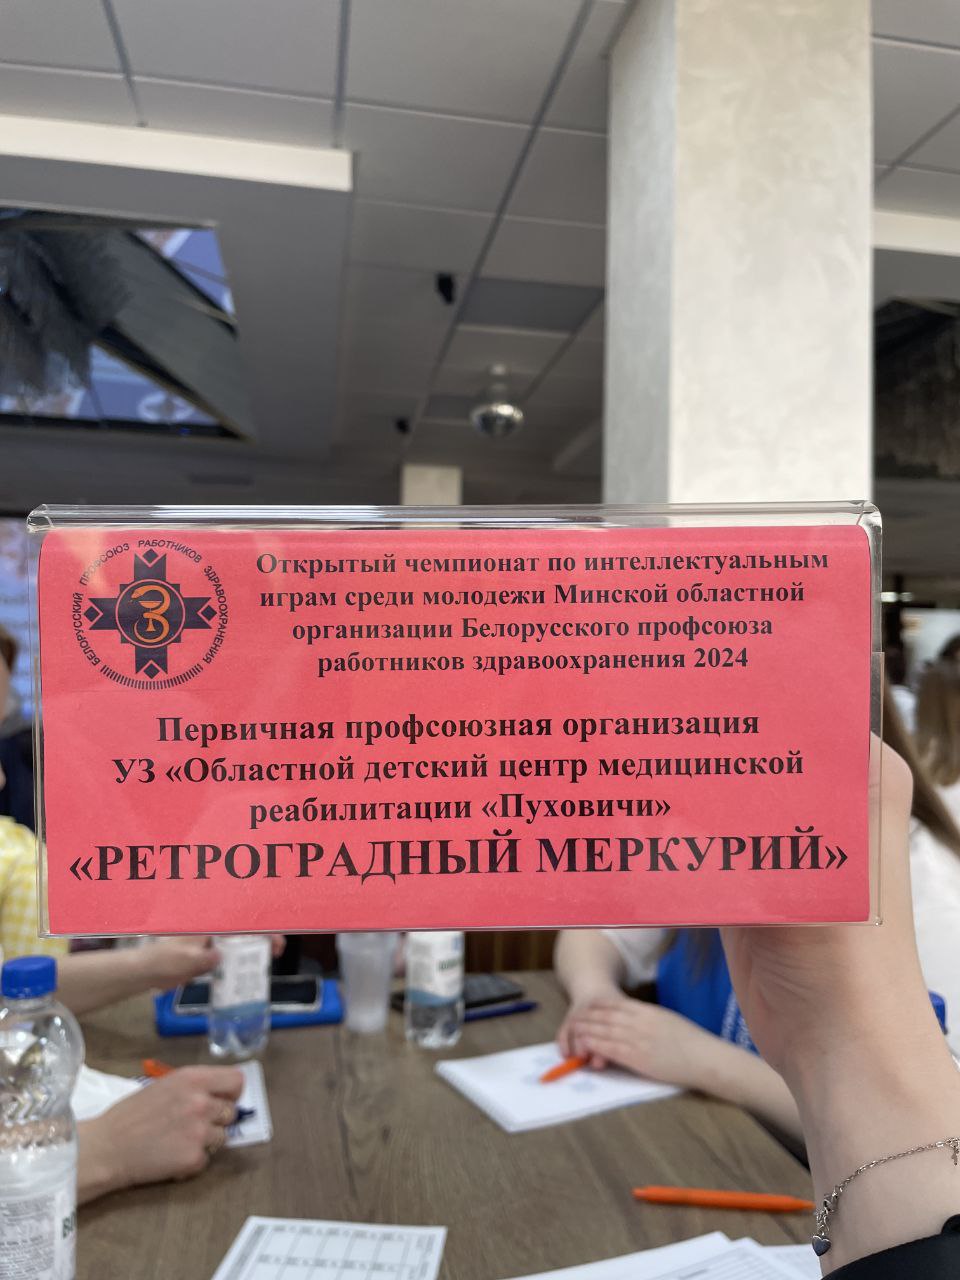 БЕЛОРУССКИЙ ПРОФСОЮЗ РАБОТНИКОВ ЗДРАВООХРАНЕНИЯ
Открытый чемпионат по интеллектуальным
играм среди молодежи Минской областной
организации Белорусского профсоюза
работников здравоохранения 2024
Первичная профсоюзная организация
УЗ «Областной детский центр медицинской
реабилитации «Пуховичи»
«РЕТРОГРАДНЫЙ МЕРКУРИЙ»